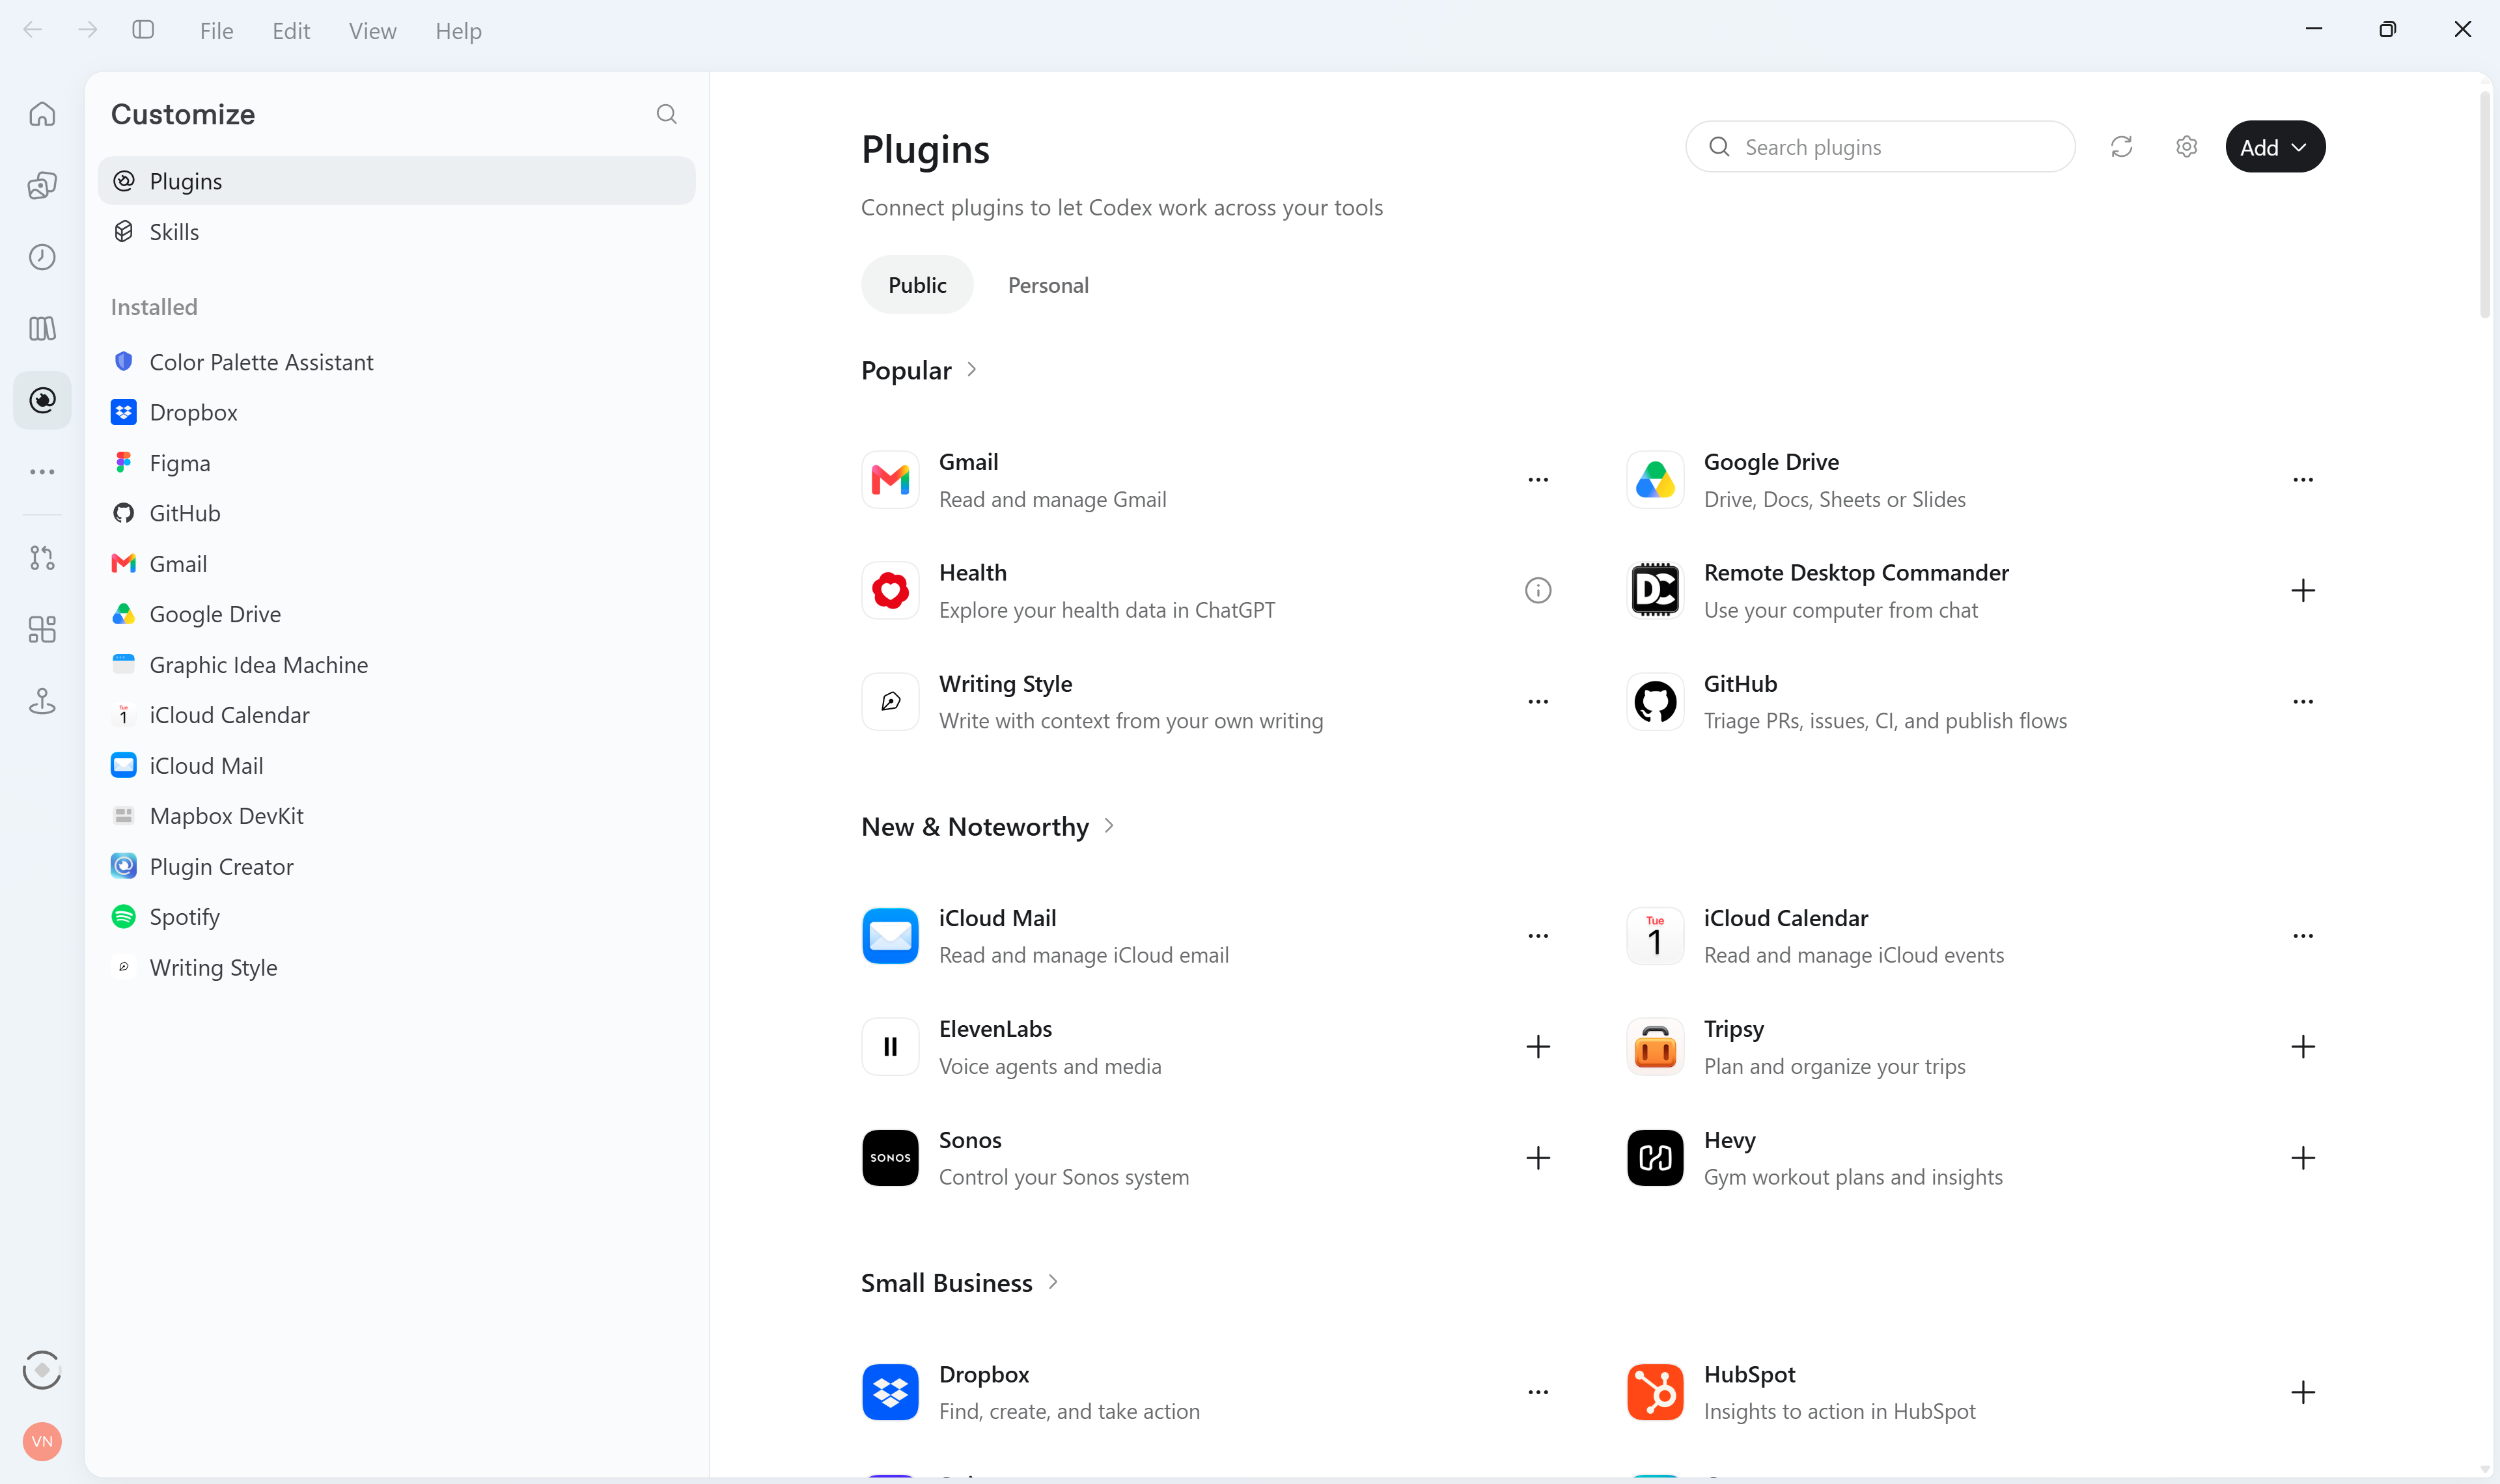 File Edit View Help
Customize
Plugins
Skills
Installed
Color Palette Assistant
Dropbox
Figma
GitHub
Gmail
Google Drive
Graphic Idea Machine
Tue
1
iCloud Calendar
iCloud Mail
Mapbox DevKit
Plugin Creator
Spotify
Writing Style
VN
Plugins
Search plugins
Add
Connect plugins to let Codex work across your tools
Public Personal
Popular
Gmail
Read and manage Gmail
Google Drive
Drive, Docs, Sheets or Slides
Health
Explore your health data in ChatGPT
DC
Remote Desktop Commander
Use your computer from chat
Writing Style
Write with context from your own writing
GitHub
Triage PRs, issues, CI, and publish flows
New & Noteworthy
iCloud Mail
Read and manage iCloud email
Tue
1
iCloud Calendar
Read and manage iCloud events
ElevenLabs
Voice agents and media
Tripsy
Plan and organize your trips
SONOS
Sonos
Control your Sonos system
Hevy
Gym workout plans and insights
Small Business
Dropbox
Find, create, and take action
HubSpot
Insights to action in HubSpot